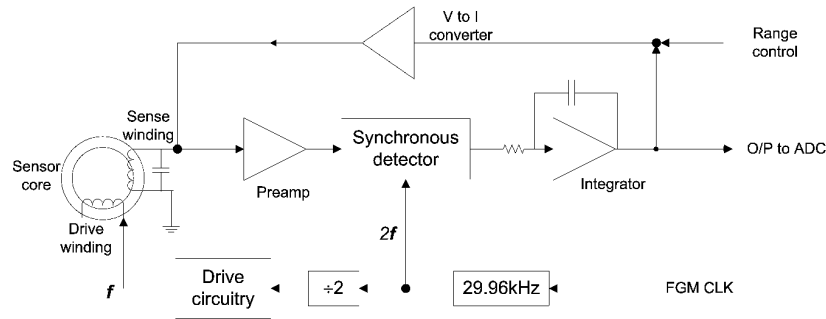 V to I
converter
Range
control
Sense
winding
Synchronous
detector
Sensor
core
O/P to ADC
Preamp
Integrator
Drive
winding
2f
f
Drive
circuitry
÷2
29.96kHz
FGM CLK